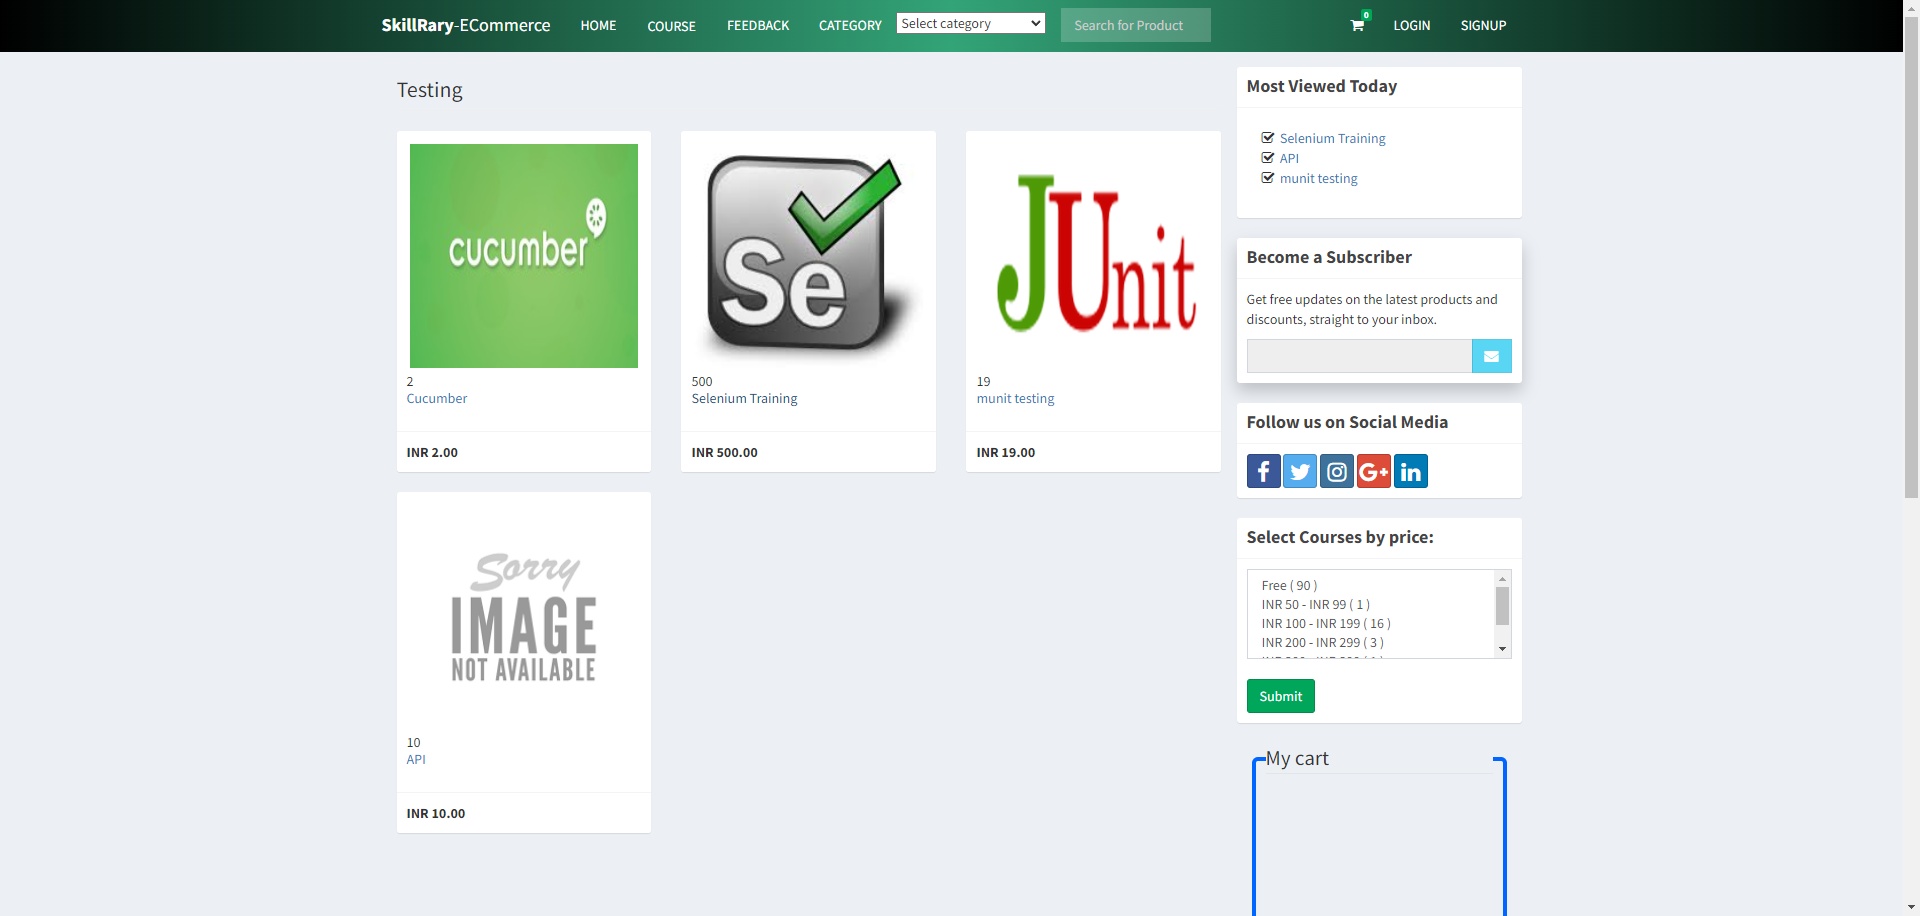 SkillRary-ECommerce HOME COURSE FEEDBACK CATEGORY Select category Search for Product 0 LOGIN SIGNUP
Testing
cucumber
2
Cucumber
INR 2.00
Se
500
Selenium Training
INR 500.00
JUnit
19
munit testing
INR 19.00
Sorry
IMAGE
NOT AVAILABLE
10
API
INR 10.00
Most Viewed Today
Selenium Training
API
munit testing
Become a Subscriber
Get free updates on the latest products and
discounts, straight to your inbox.
Follow us on Social Media
f
G+
in
Select Courses by price:
Free ( 90 )
INR 50 - INR 99 ( 1 )
INR 100 - INR 199 ( 16 )
INR 200 - INR 299 ( 3 )
Submit
My cart